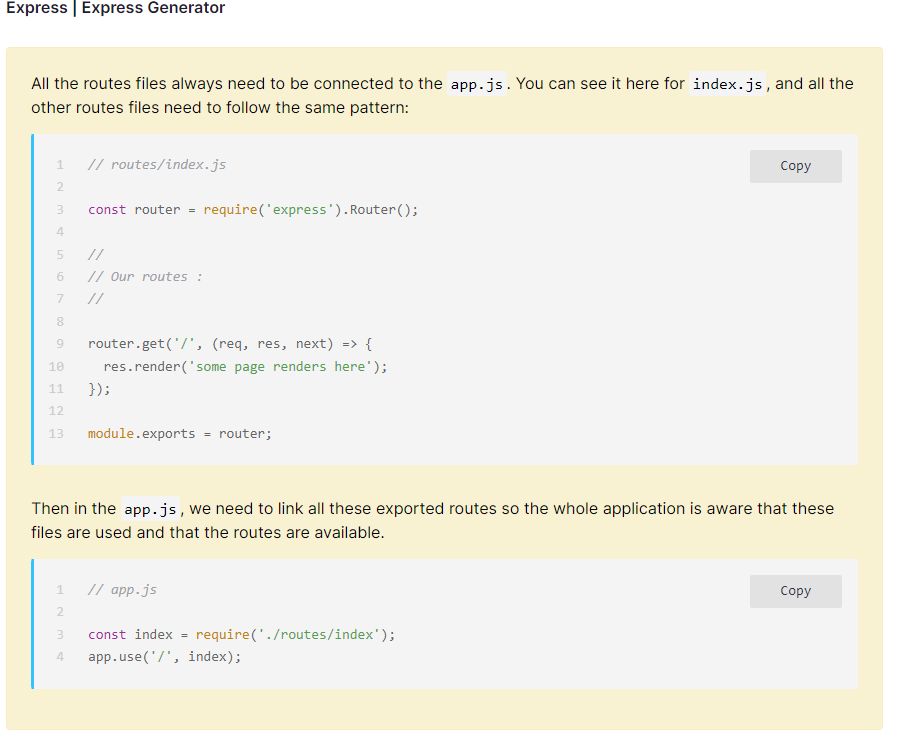 Express | Express Generator
All the routes files always need to be connected to the app.js. You can see it here for index.js, and all the
other routes files need to follow the same pattern:
Copy
1 // routes/index.js
2
3 const router = require('express').Router();
4
5 //
6 // Our routes :
7 //
8
9 router.get('/', (req, res, next) => {
10   res.render('some page renders here');
11 });
12
13 module.exports = router;
Then in the app.js, we need to link all these exported routes so the whole application is aware that these
files are used and that the routes are available.
Copy
1 // app.js
2
3 const index = require('./routes/index');
4 app.use('/', index);